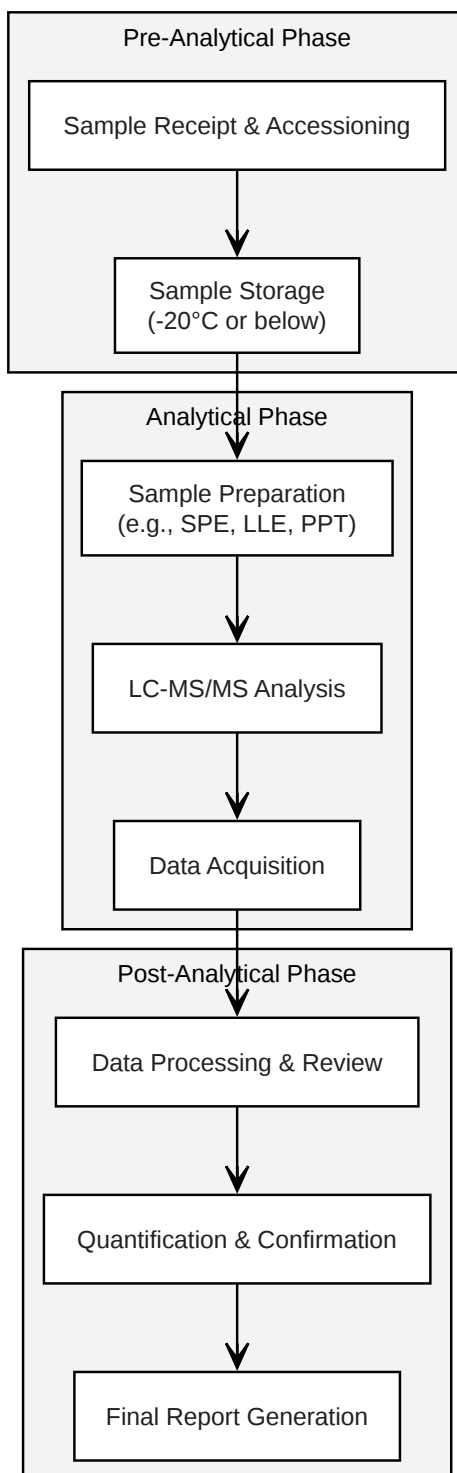 Pre-Analytical Phase
Sample Receipt & Accessioning
Sample Storage
(-20°C or below)
Analytical Phase
Sample Preparation
(e.g., SPE, LLE, PPT)
LC-MS/MS Analysis
Data Acquisition
Post-Analytical Phase
Data Processing & Review
Quantification & Confirmation
Final Report Generation